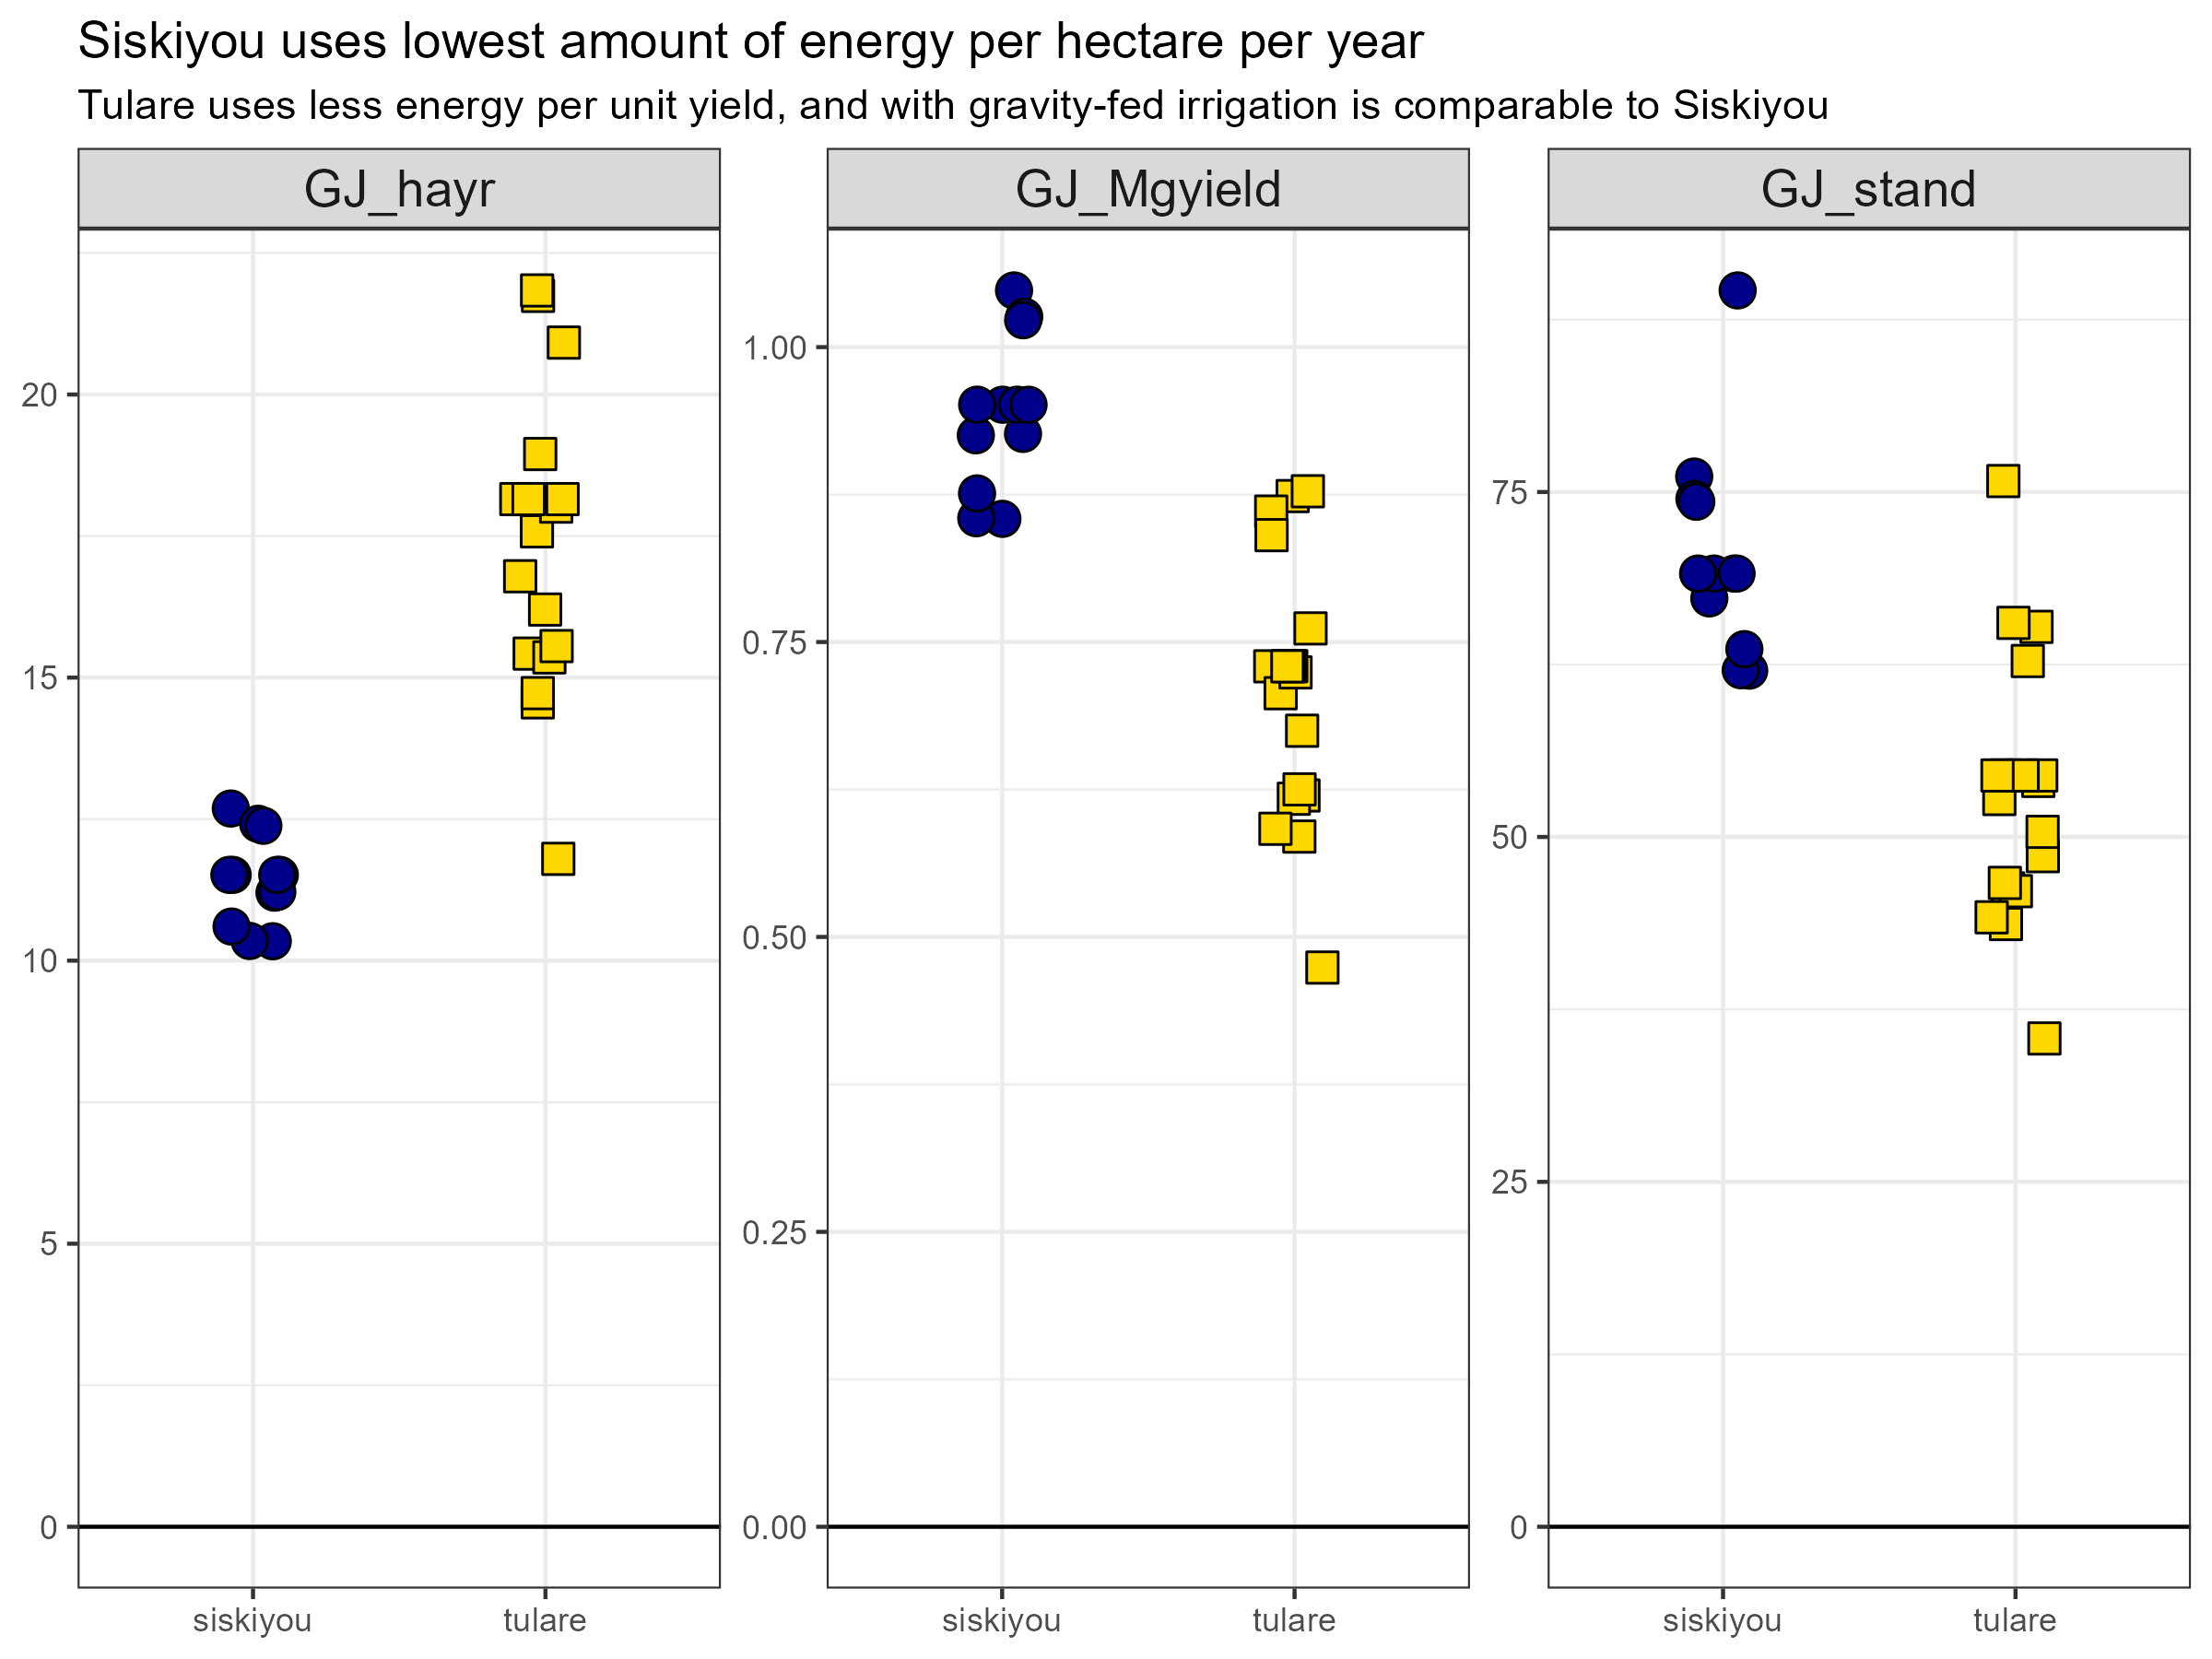 Siskiyou uses lowest amount of energy per hectare per year
Tulare uses less energy per unit yield, and with gravity-fed irrigation is comparable to Siskiyou
GJ_hayr
20
15
10
5
0
siskiyou tulare
GJ_Mgyield
1.00
0.75
0.50
0.25
0.00
siskiyou tulare
GJ_stand
75
50
25
0
siskiyou tulare